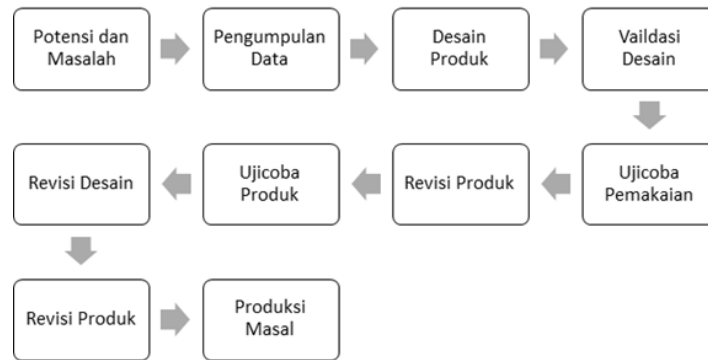 Potensi dan
Masalah
Pengumpulan
Data
Desain
Produk
Vaildasi
Desain
Ujicoba
Pemakaian
Revisi Produk
Ujicoba
Produk
Revisi Desain
Revisi Produk
Produksi
Masal